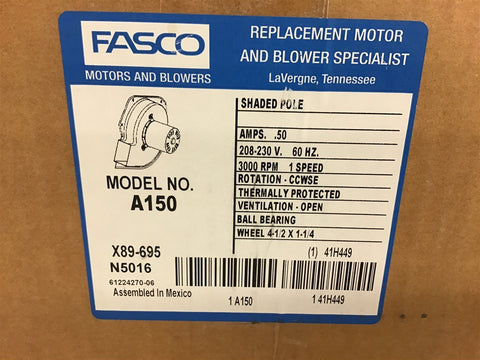 FASCO
MOTORS AND BLOWERS
REPLACEMENT MOTOR
AND BLOWER SPECIALIST
LaVergne, Tennessee
MODEL NO.
A150
SHADED POLE
AMPS. .50
208-230 V. 60 HZ.
3000 RPM 1 SPEED
ROTATION - CCWSE
THERMALLY PROTECTED
VENTILATION - OPEN
BALL BEARING
WHEEL 4-1/2 X 1-1/4
X89-695
N5016
61224270-06
Assembled In Mexico
(1) 41H449
1 A150
1 41H449